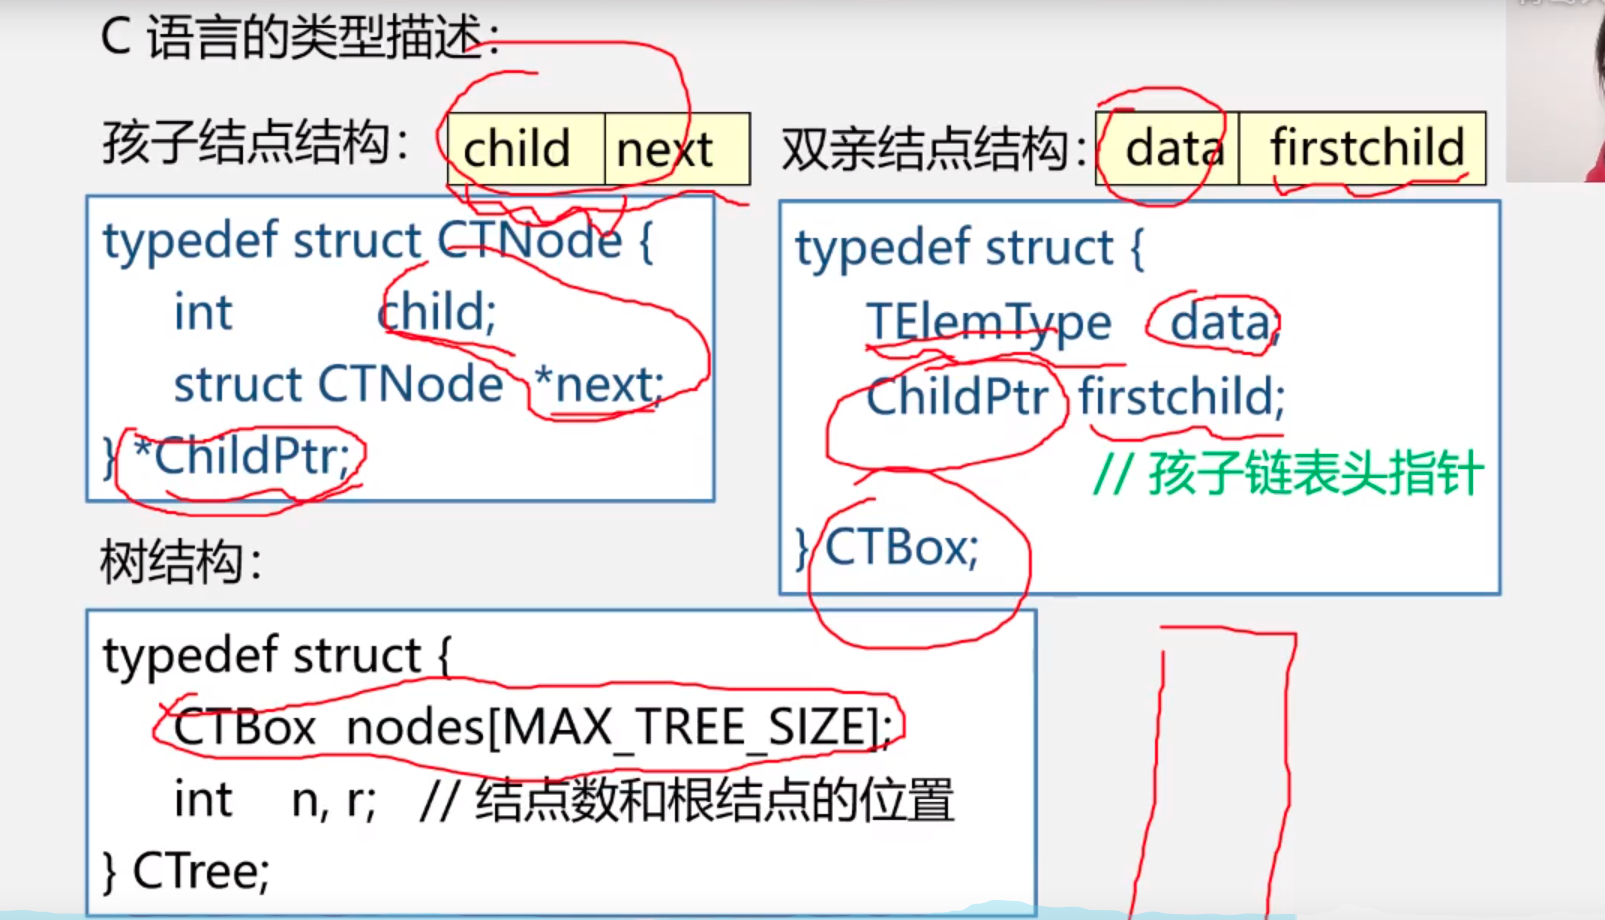 C 语言的类型描述：
孩子结点结构： child next
双亲结点结构： data firstchild
typedef struct CTNode {
int child;
struct CTNode *next;
} *ChildPtr;
typedef struct {
TElemType data;
ChildPtr firstchild;
// 孩子链表头指针
} CTBox;
树结构：
typedef struct {
CTBox nodes[MAX_TREE_SIZE];
int n, r; // 结点数和根结点的位置
} CTree;